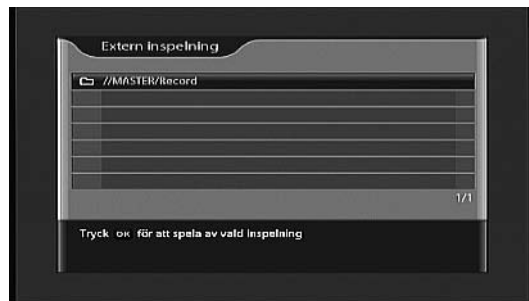 Extern inspelning
//MASTER/Record
1/1
Tryck OK för att spela av vald inspelning